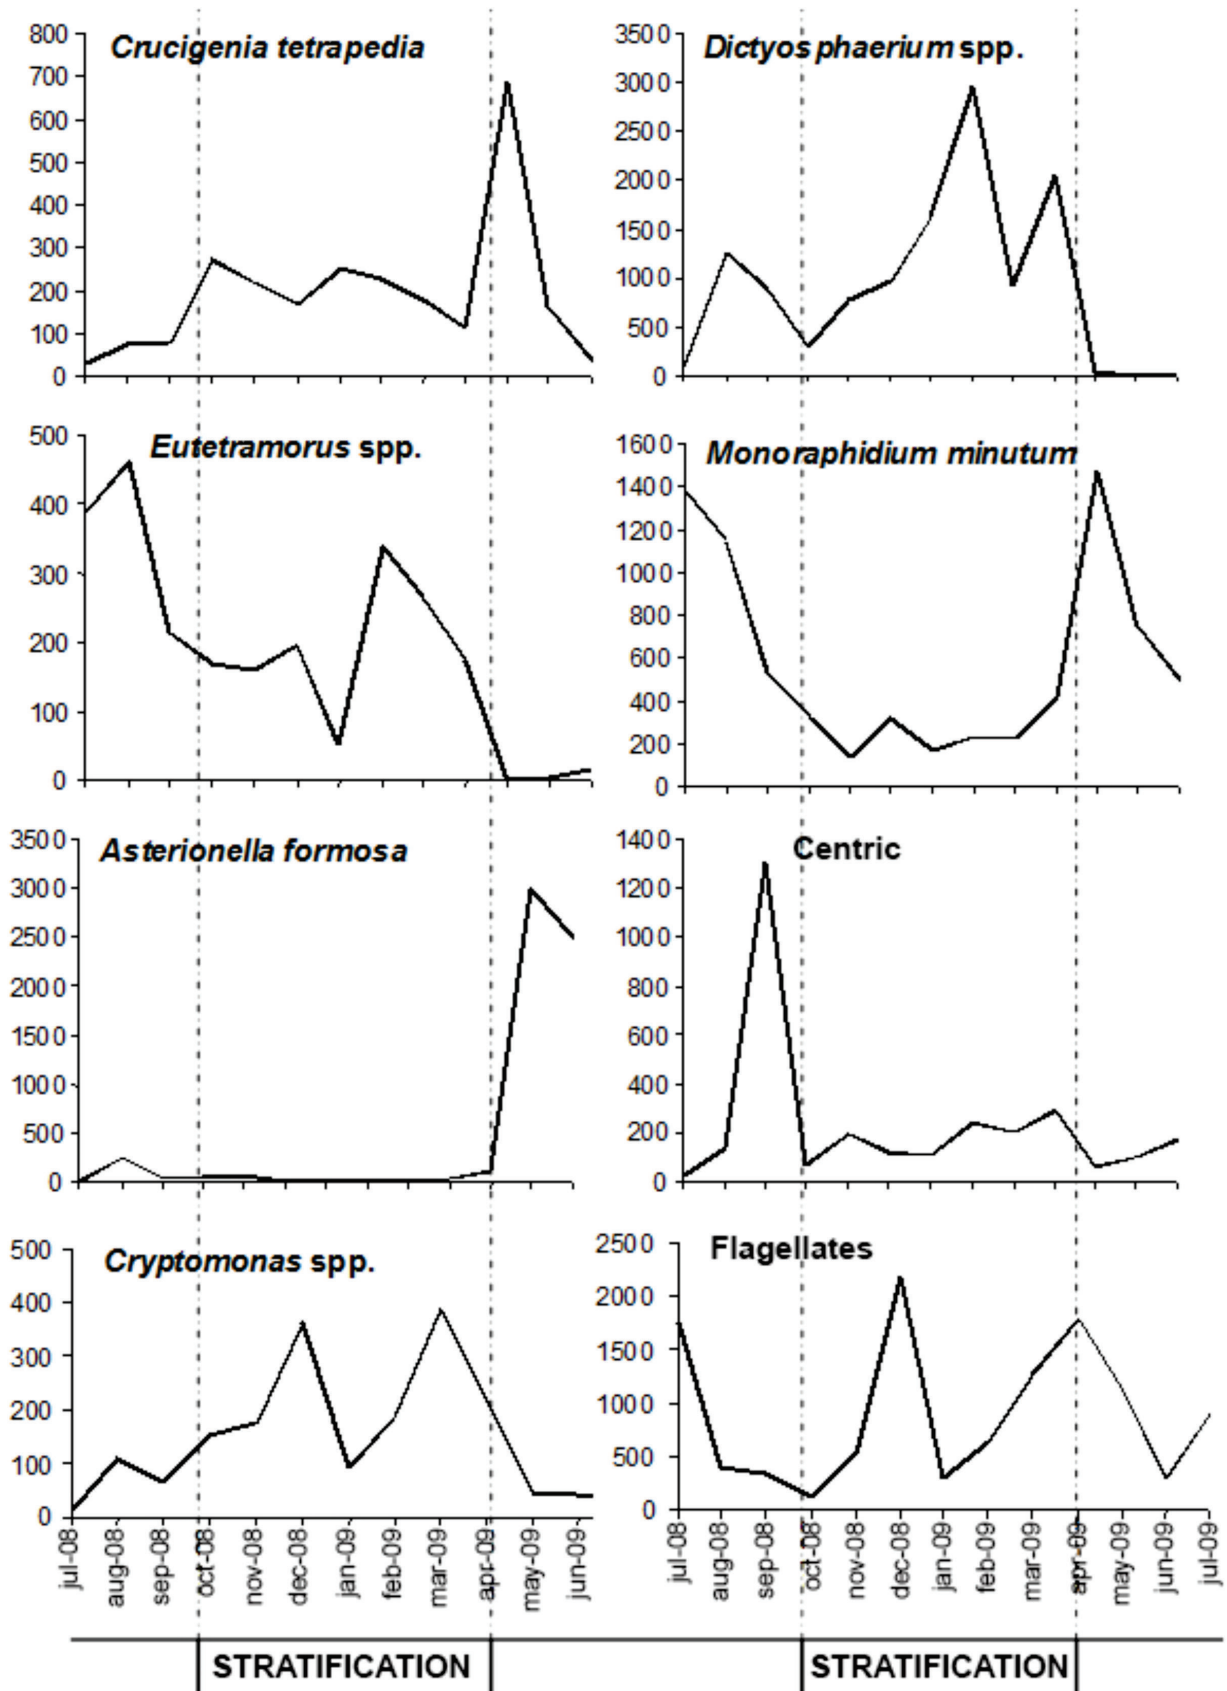 Crucigenia tetrapedia
800
700
600
500
400
300
200
100
0
Dictyosphaerium spp.
3500
3000
2500
2000
1500
1000
500
0
Eutetramorus spp.
500
400
300
200
100
0
Monoraphidium minutum
1600
1400
1200
1000
800
600
400
200
0
Asterionella formosa
3500
3000
2500
2000
1500
1000
500
0
Centric
1400
1200
1000
800
600
400
200
0
Cryptomonas spp.
500
400
300
200
100
0
jul-08
aug-08
sep-08
oct-08
nov-08
dec-08
jan-09
feb-09
mar-09
apr-09
may-09
jun-09
Flagellates
2500
2000
1500
1000
500
0
jul-08
aug-08
sep-08
oct-08
nov-08
dec-08
jan-09
feb-09
mar-09
apr-09
may-09
jun-09
jul-09
STRATIFICATION
STRATIFICATION